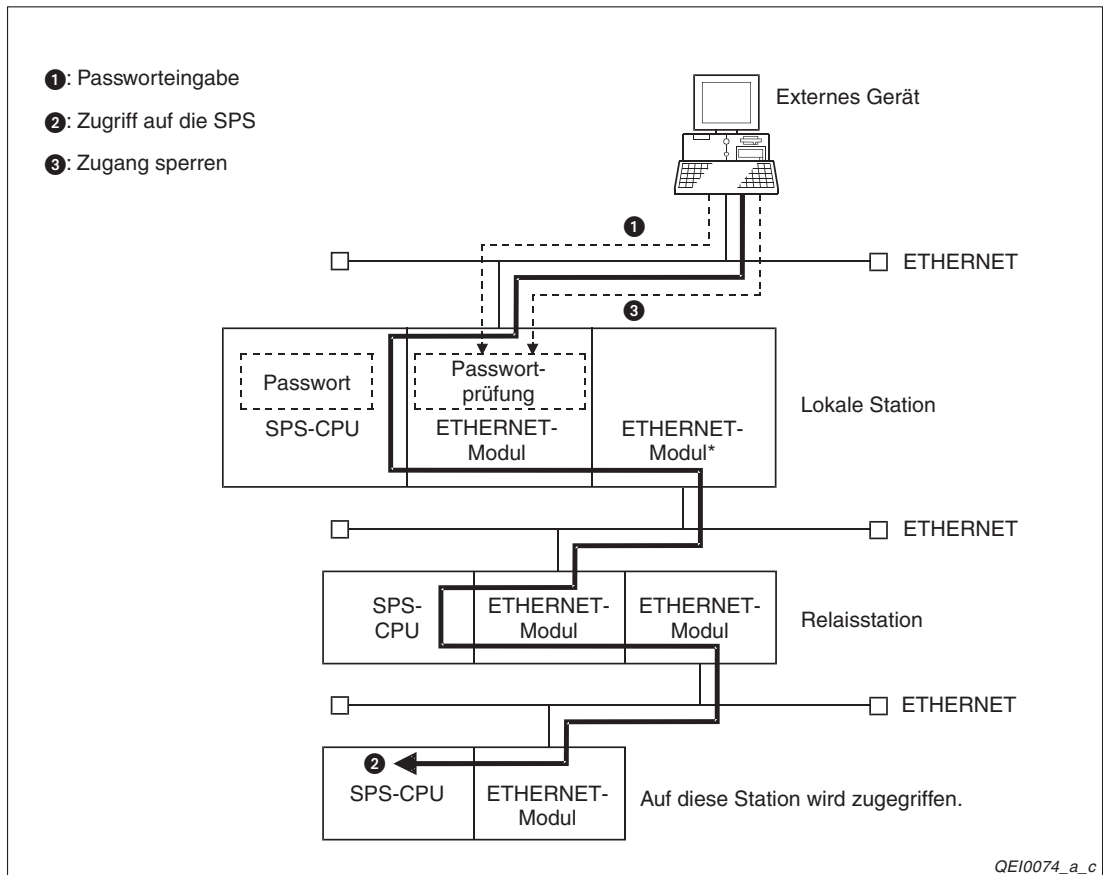 ❶: Passworteingabe
❷: Zugriff auf die SPS
❸: Zugang sperren
Externes Gerät
❶
ETHERNET
❸
Passwort
SPS-CPU
Passwort-
prüfung
ETHERNET-
Modul
ETHERNET-
Modul*
Lokale Station
ETHERNET
SPS-
CPU
ETHERNET-
Modul
ETHERNET-
Modul
Relaisstation
ETHERNET
❷
SPS-CPU
ETHERNET-
Modul
Auf diese Station wird zugegriffen.
QEI0074_a_c